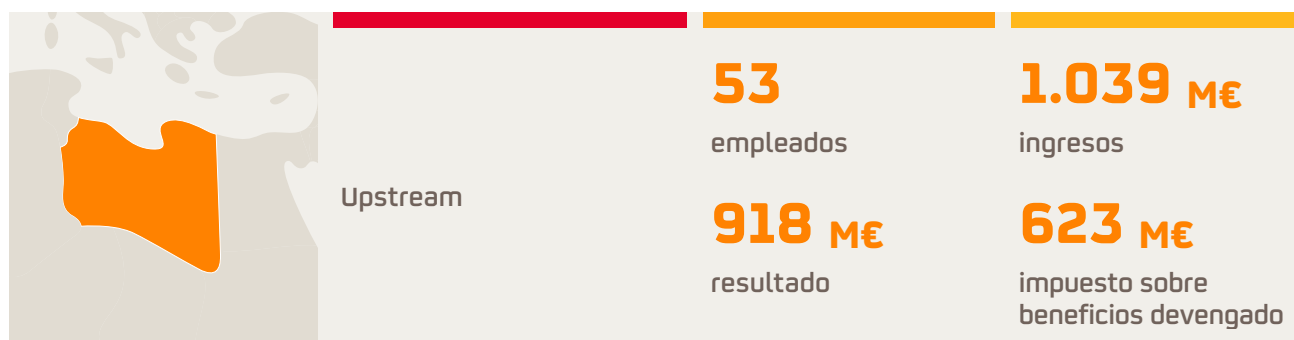 Upstream
53
empleados
1.039 M€
ingresos
918 M€
resultado
623 M€
impuesto sobre
beneficios devengado